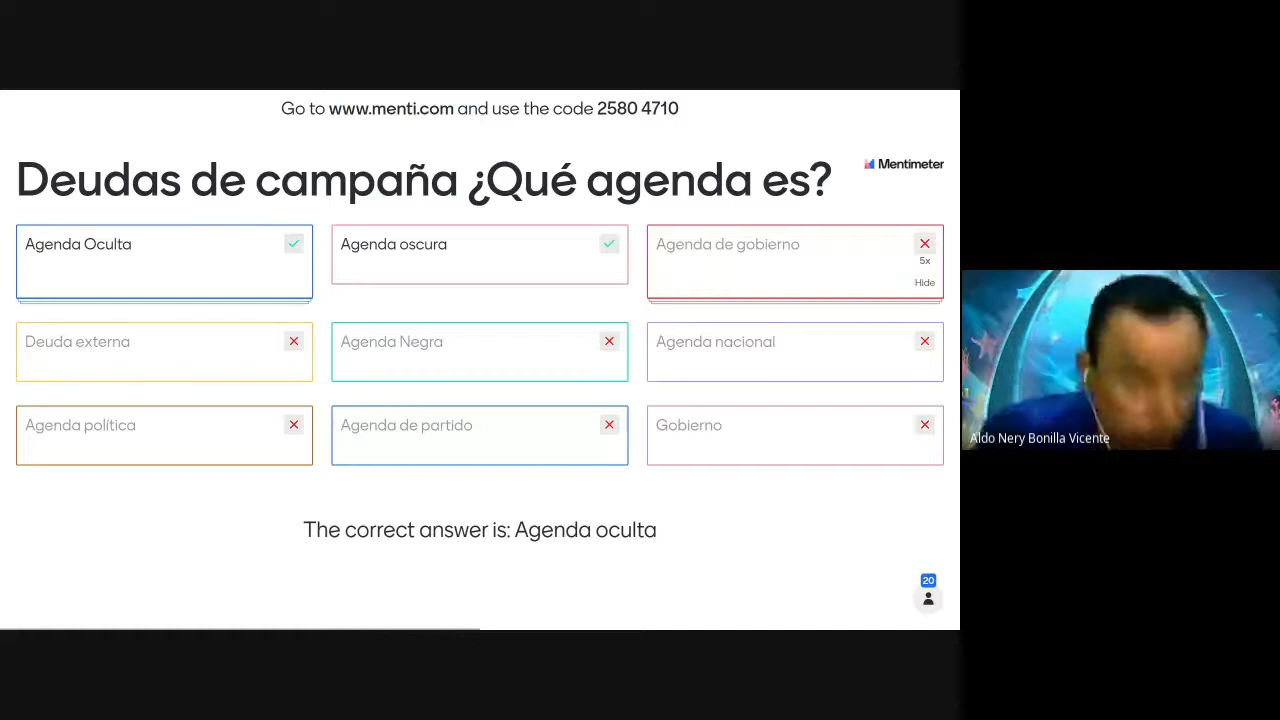 Go to www.menti.com and use the code 2580 4710
Deudas de campaña ¿Qué agenda es?
Mentimeter
Agenda Oculta
Agenda oscura
Agenda de gobierno
5x
Hide
Deuda externa
Agenda Negra
Agenda nacional
Agenda política
Agenda de partido
Gobierno
The correct answer is: Agenda oculta
20
Aldo Nery Bonilla Vicente